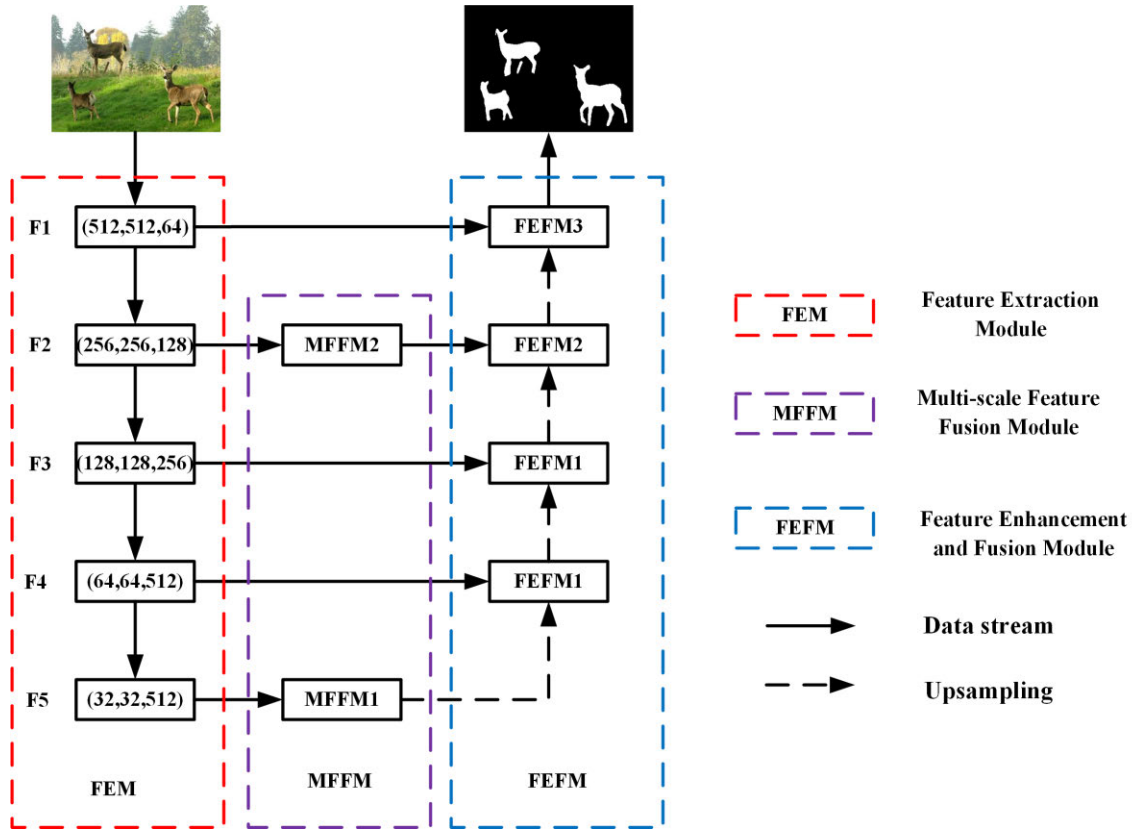 F1
(512,512,64)
FEFM3
F2
(256,256,128)
MFFM2
FEFM2
F3
(128,128,256)
FEFM1
F4
(64,64,512)
FEFM1
F5
(32,32,512)
MFFM1
FEM
MFFM
FEFM
FEM
Feature Extraction
Module
MFFM
Multi-scale Feature
Fusion Module
FEFM
Feature Enhancement
and Fusion Module
Data stream
Upsampling